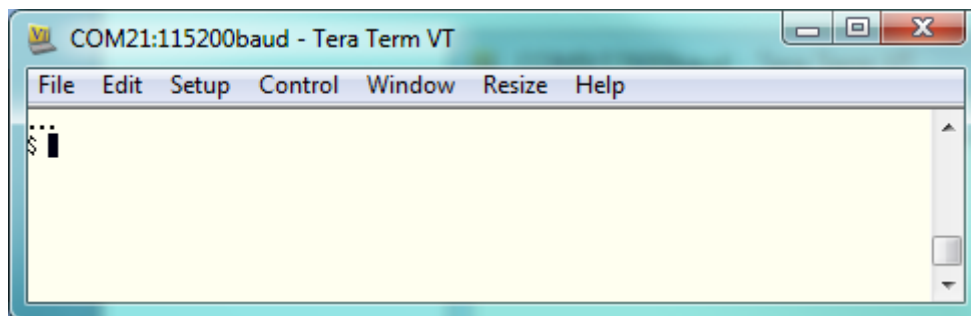 COM21:115200baud - Tera Term VT
File Edit Setup Control Window Resize Help
...
$